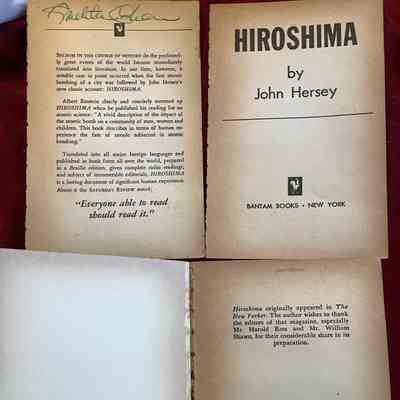 SELDOM IN THE COURSE OF HISTORY do the profound-
ly great events of the world become immediately
translated into literature. In our time, however, a
notable case in point occurred when the first atomic
bombing of a city was followed by John Hersey's
now classic account: HIROSHIMA.
Albert Einstein clearly and concisely summed up
HIROSHIMA when he published his reading for an
atomic science: "A vivid description of the impact of
the atomic bomb on a community of men, women and
children. This book describes in terms of human ex-
perience the fate of people subjected to atomic
bombing."
Translated into all major foreign languages and
published in book form all over the world, prepared
in a Braille edition, given complete radio readings,
and subject of innumerable editorials, HIROSHIMA
is a lasting document of significant human experience.
About it the SATURDAY REVIEW said:
"Everyone able to read
should read it."
HIROSHIMA
by
John Hersey
BANTAM BOOKS • NEW YORK
Hiroshima originally appeared in The
New Yorker. The author wishes to thank
the editors of that magazine, especially
Mr. Harold Ross and Mr. William
Shawn, for their considerable share in its
preparation.